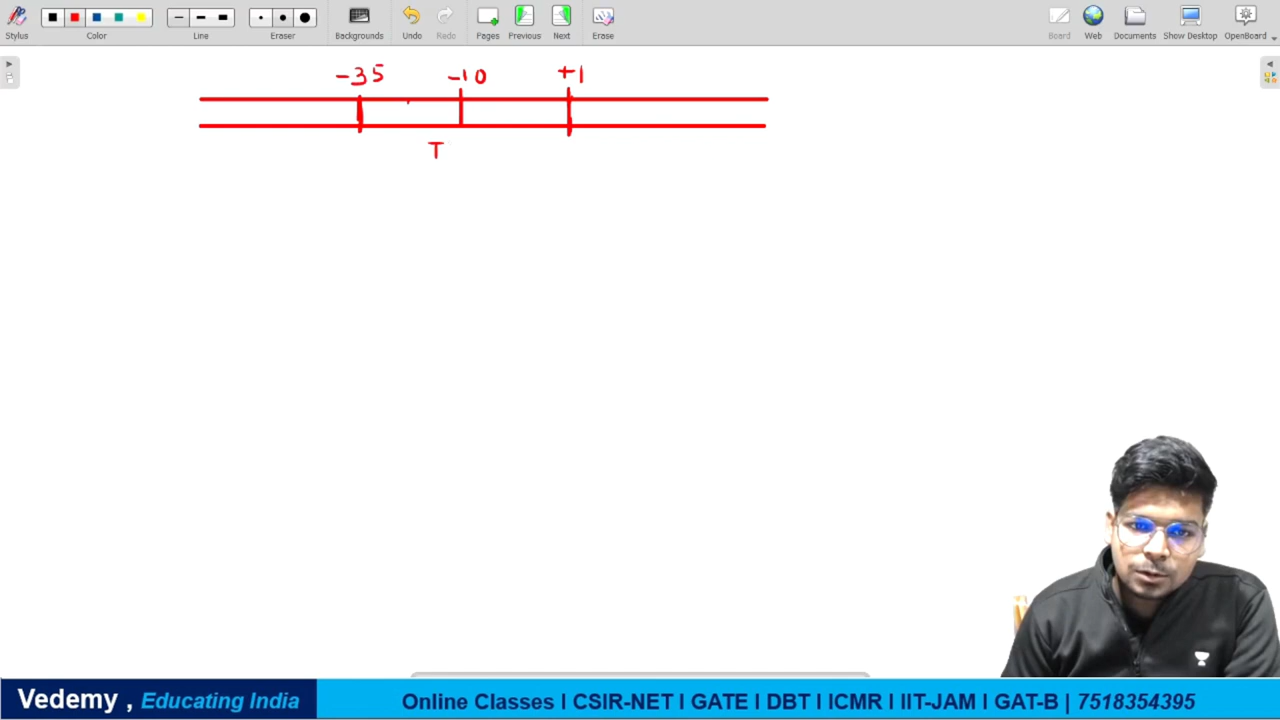 Stylus
Color
Line
Eraser
Backgrounds
Undo
Redo
Pages
Previous
Next
Erase
Board
Web
Documents
Show Desktop
OpenBoard
-35 -10 +1
T
Vedemy , Educating India
Online Classes I CSIR-NET I GATE I DBT I ICMR I IIT-JAM I GAT-B | 7518354395